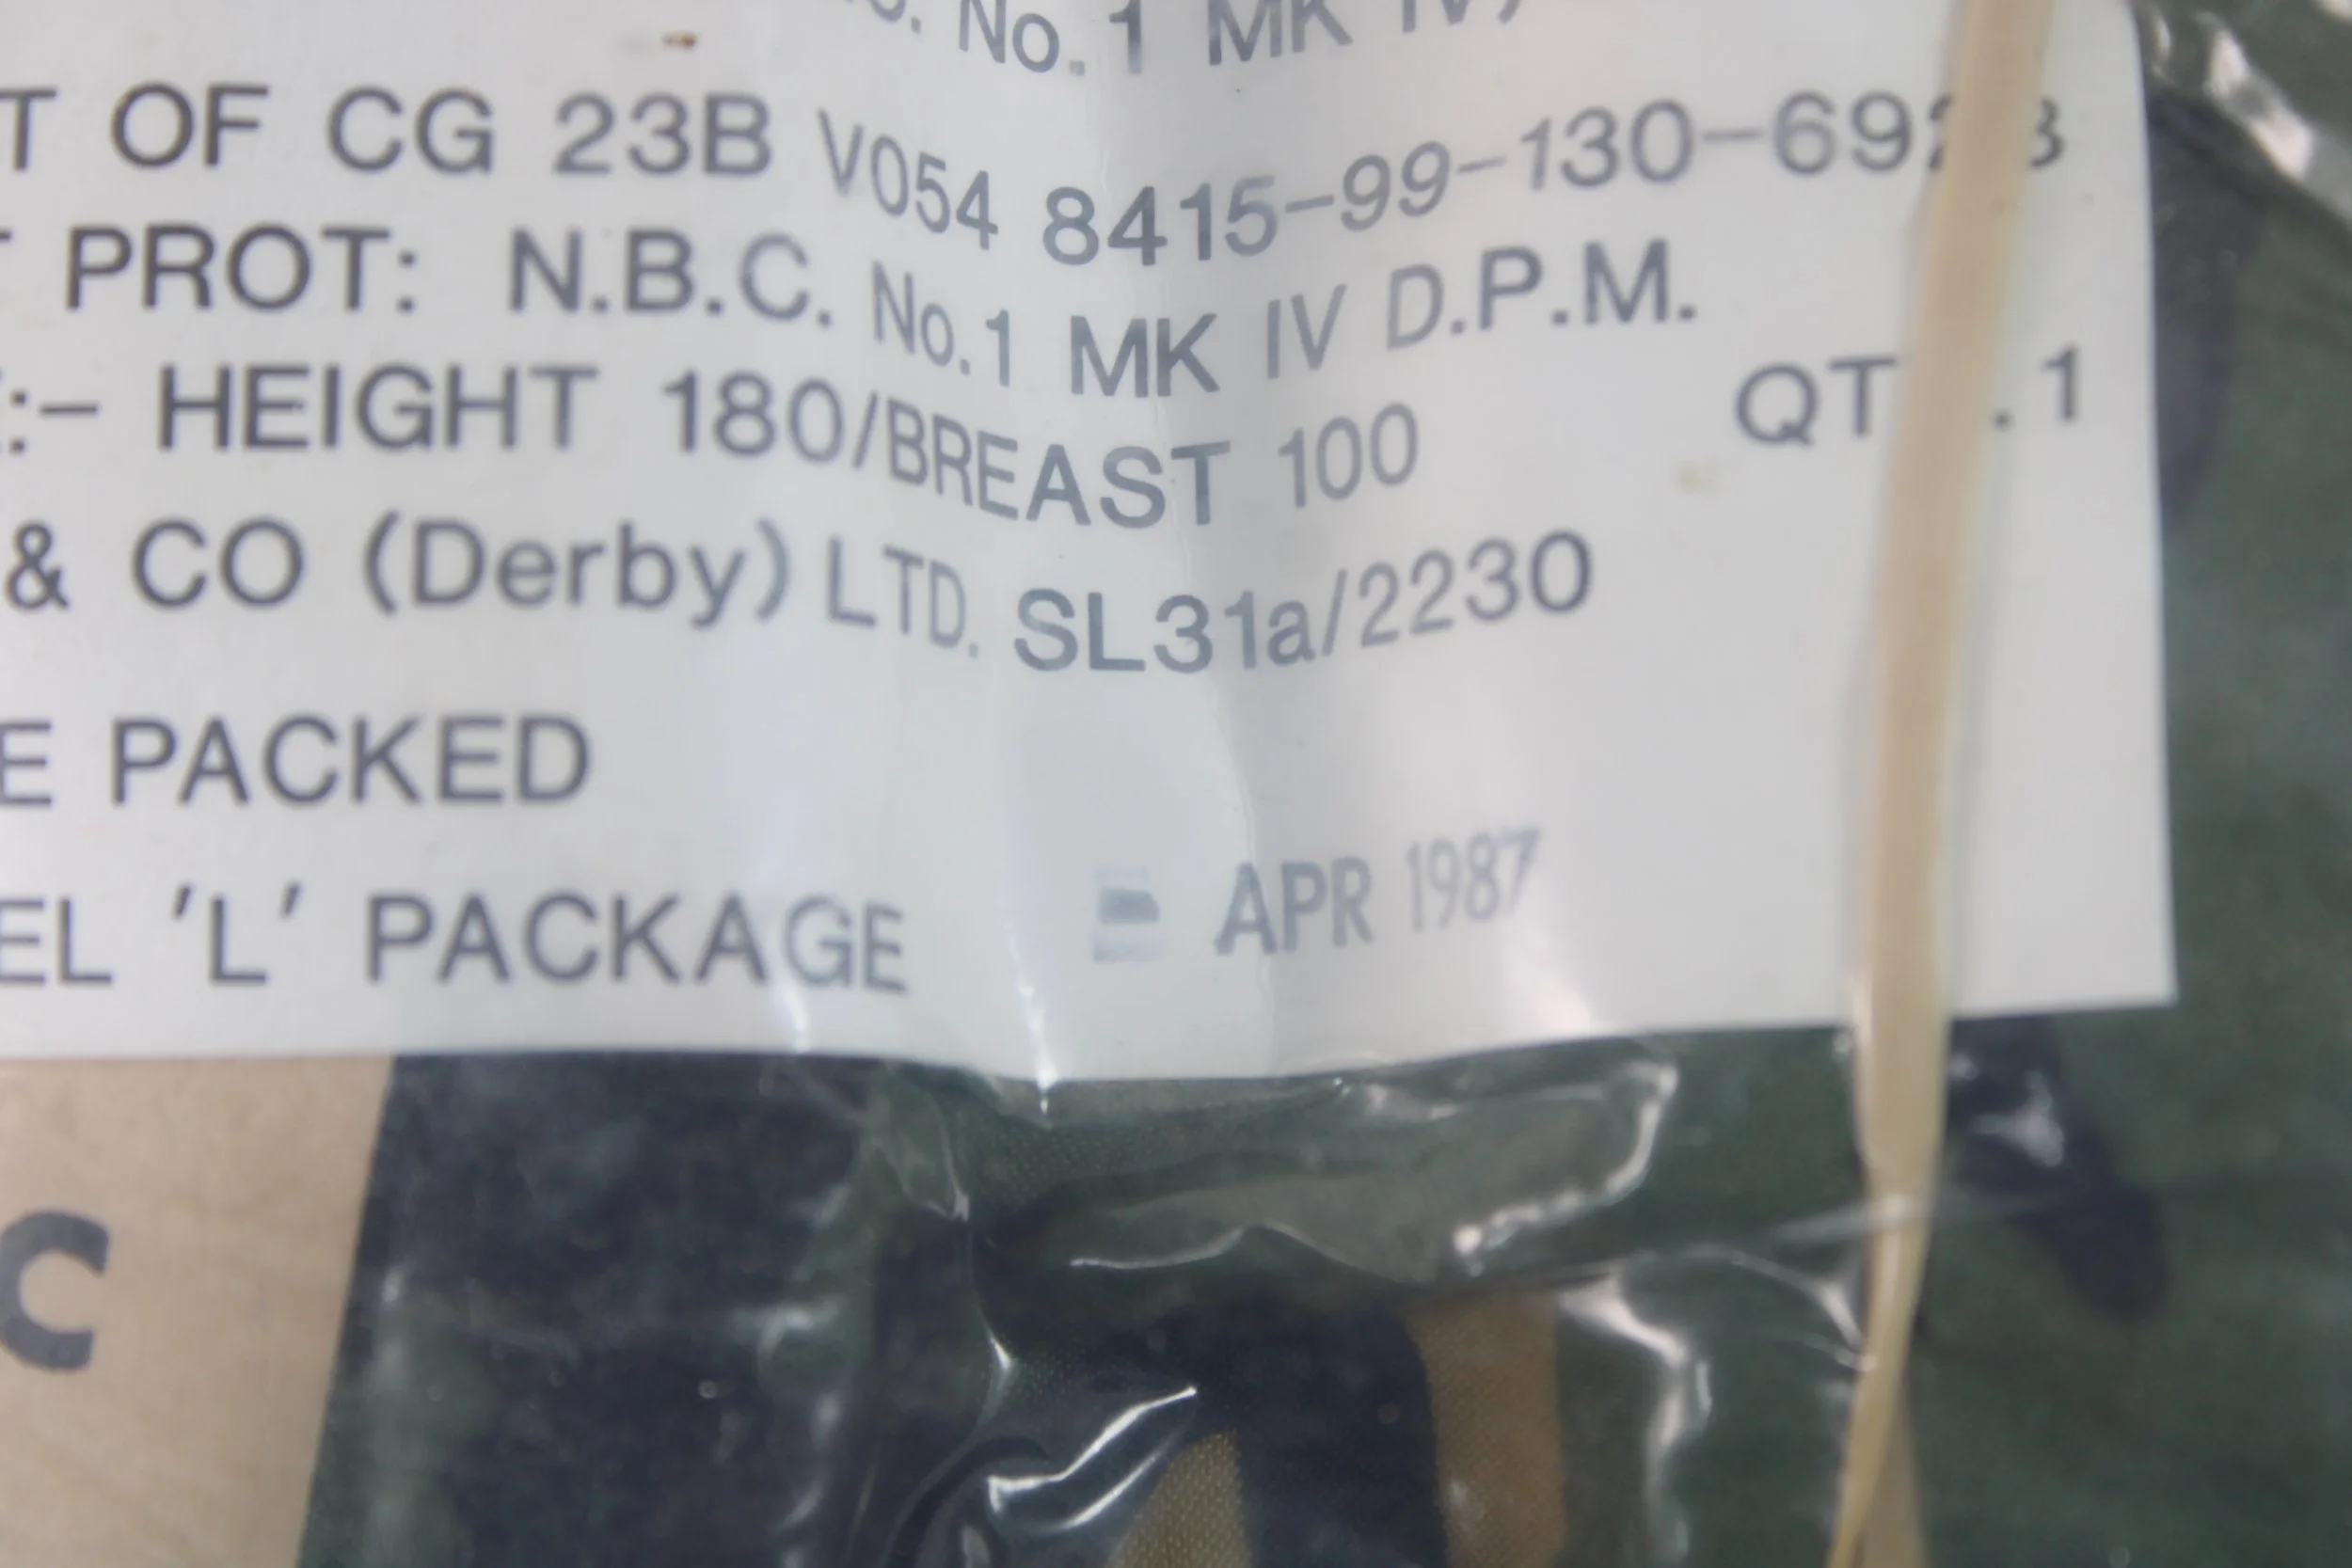 No. 1 MK IV
T OF CG 23B V054 8415-99-130-69
PROT: N.B.C. No.1 MK IV D.P.M.
:- HEIGHT 180/BREAST 100 QT .1
& CO (Derby) LTD. SL31a/2230
E PACKED
EL 'L' PACKAGE - APR 1987
C